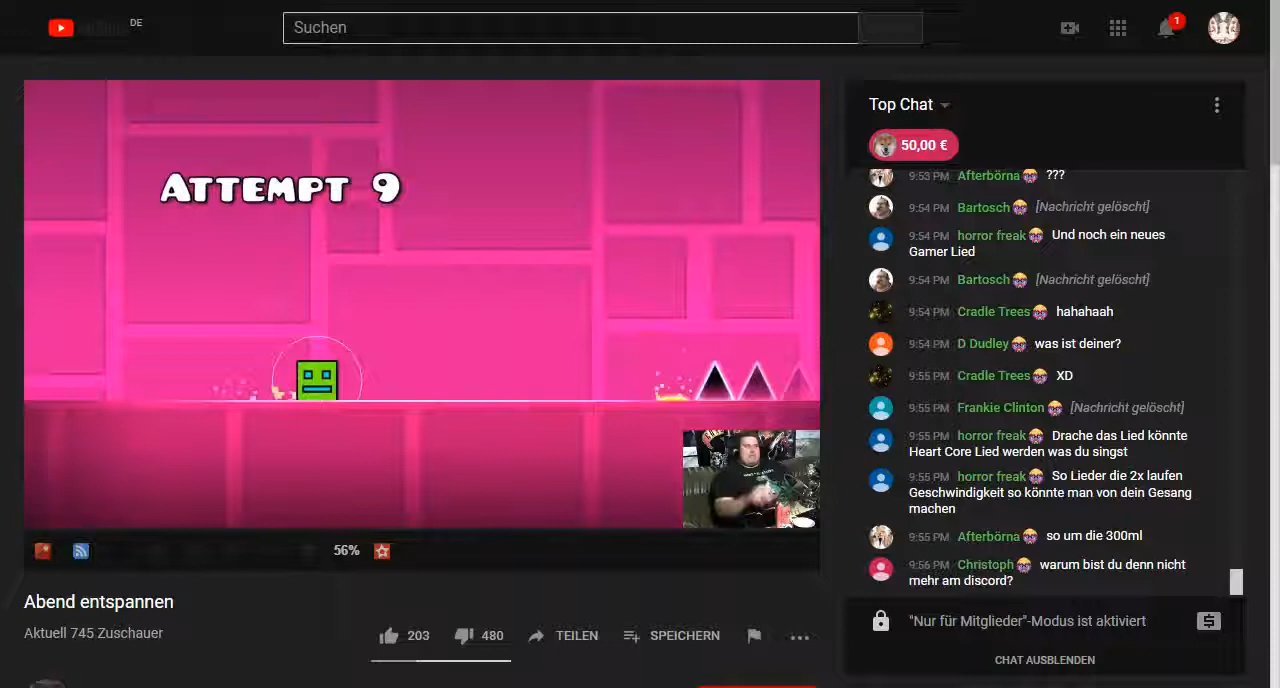 DE
Suchen
1
ATTEMPT 9
56%
Abend entspannen
Aktuell 745 Zuschauer
203
480
TEILEN
SPEICHERN
Top Chat
50,00 €
9:53 PM Afterbörna ???
9:54 PM Bartosch [Nachricht gelöscht]
9:54 PM horror freak Und noch ein neues
Gamer Lied
9:54 PM Bartosch [Nachricht gelöscht]
9:54 PM Cradle Trees hahahaah
9:54 PM D Dudley was ist deiner?
9:55 PM Cradle Trees XD
9:55 PM Frankie Clinton [Nachricht gelöscht]
9:55 PM horror freak Drache das Lied könnte
Heart Core Lied werden was du singst
9:55 PM horror freak So Lieder die 2x laufen
Geschwindigkeit so könnte man von dein Gesang
machen
9:55 PM Afterbörna so um die 300ml
9:56 PM Christoph warum bist du denn nicht
mehr am discord?
"Nur für Mitglieder"-Modus ist aktiviert
CHAT AUSBLENDEN